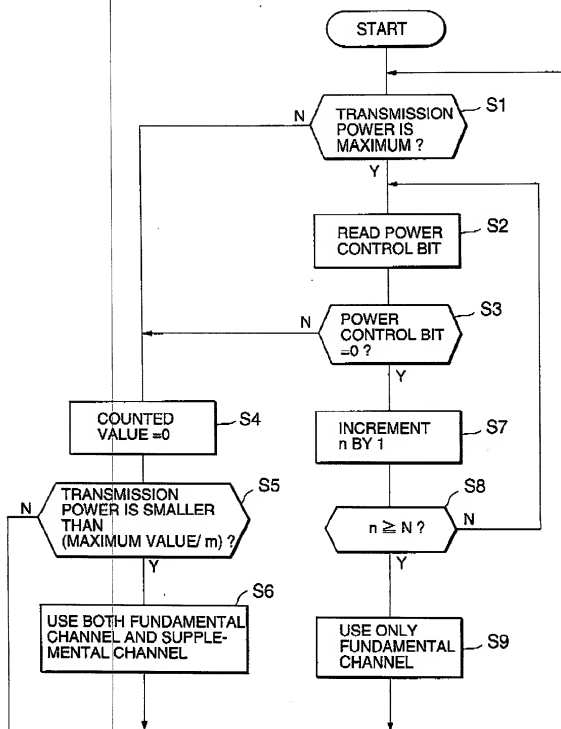 START
N
TRANSMISSION
POWER IS
MAXIMUM ?
S1
Y
READ POWER
CONTROL BIT
S2
N
POWER
CONTROL BIT
=0 ?
S3
Y
COUNTED
VALUE =0
S4
INCREMENT
n BY 1
S7
N
TRANSMISSION
POWER IS SMALLER
THAN
(MAXIMUM VALUE/ m) ?
S5
Y
n ≧ N ?
S8
N
Y
USE BOTH FUNDAMENTAL
CHANNEL AND SUPPLE-
MENTAL CHANNEL
S6
USE ONLY
FUNDAMENTAL
CHANNEL
S9